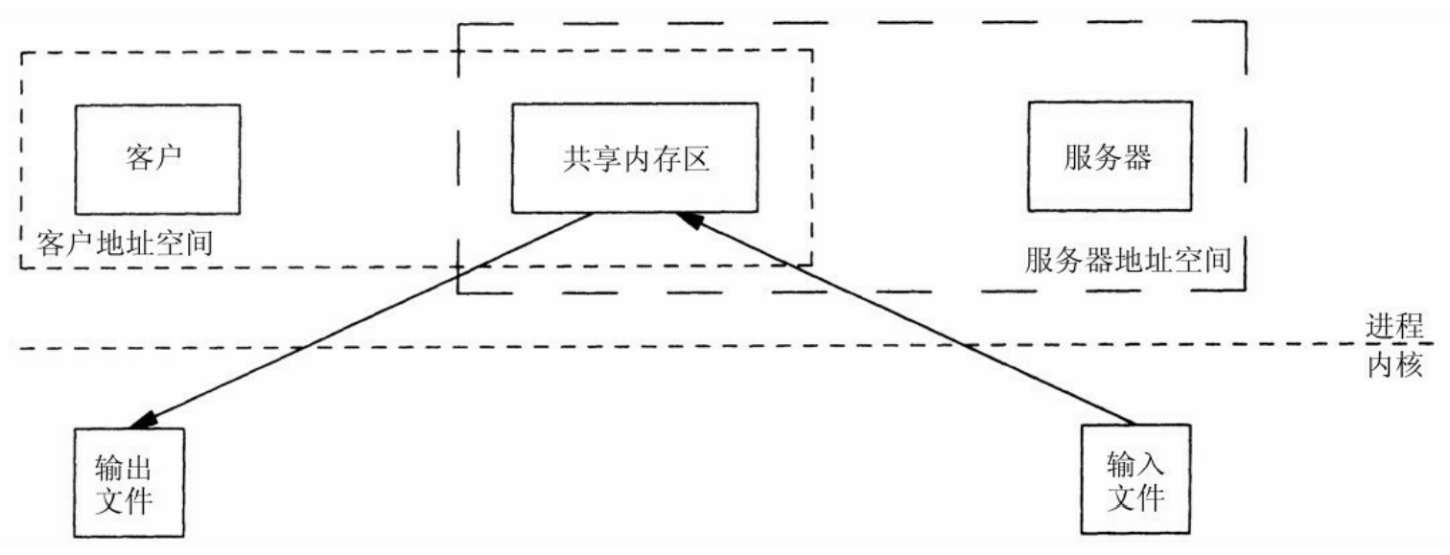 客户
共享内存区
服务器
客户地址空间
服务器地址空间
进程
内核
输出
文件
输入
文件